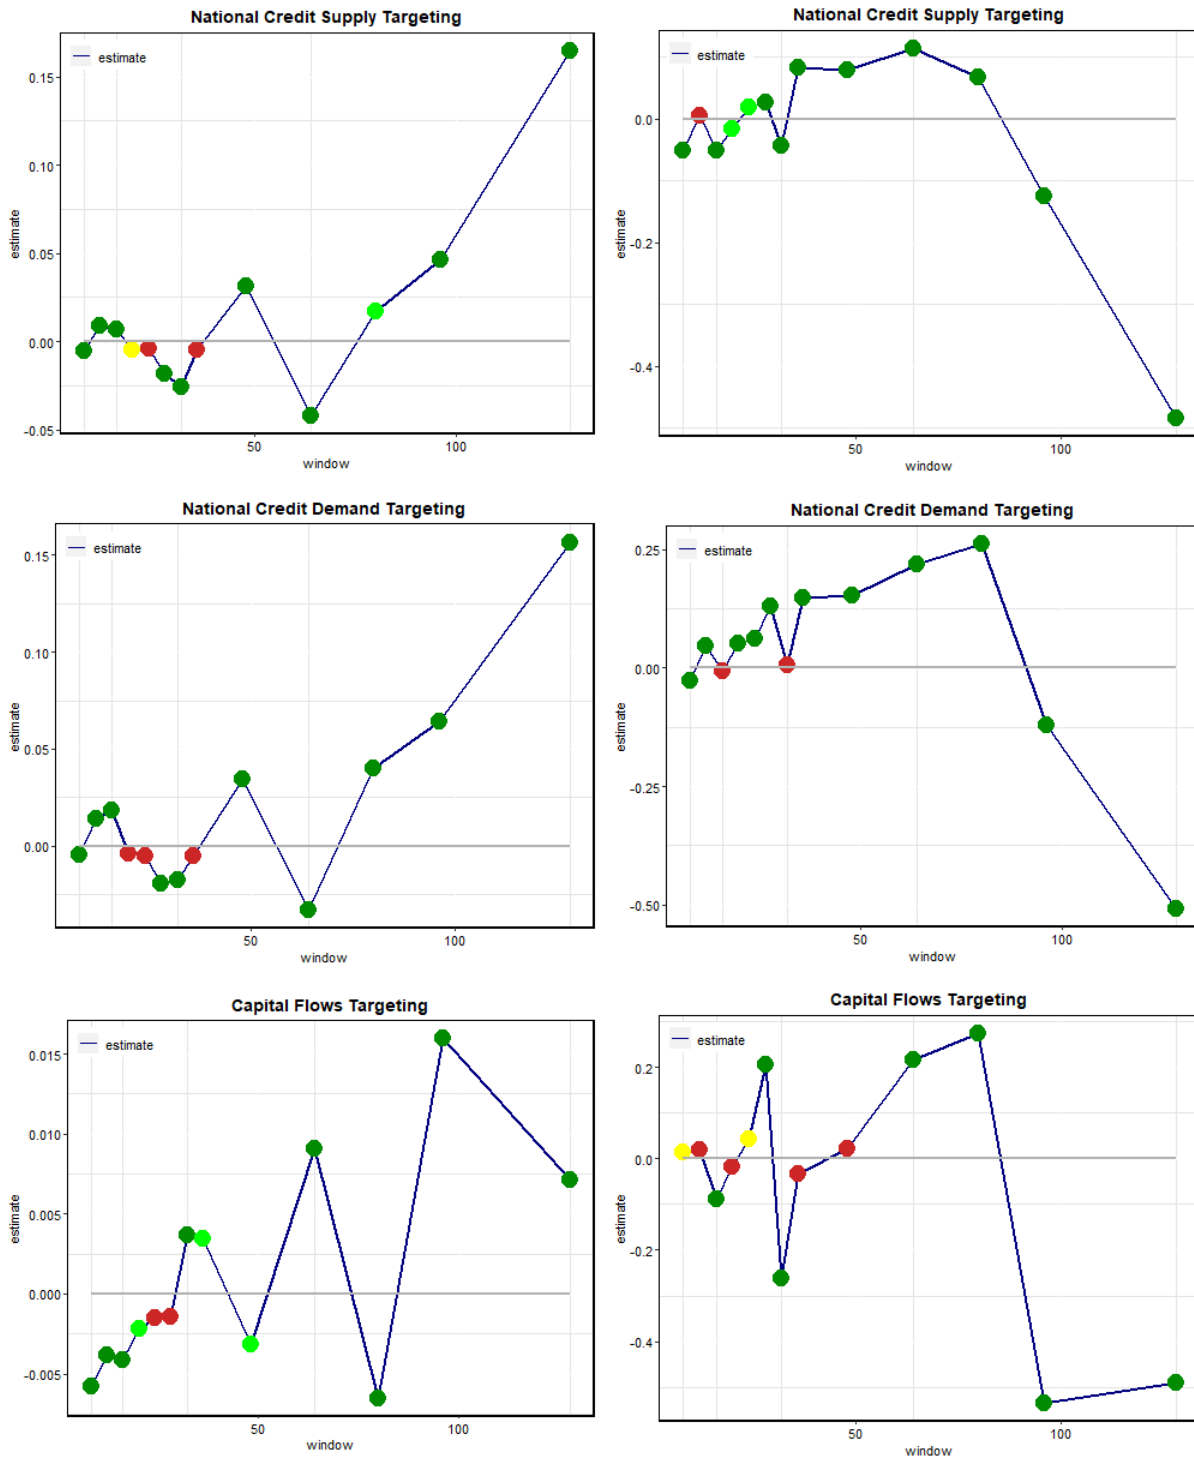 National Credit Supply Targeting
estimate
0.15
0.10
0.05
0.00
-0.05
estimate
50
100
window
National Credit Supply Targeting
estimate
0.0
-0.2
-0.4
estimate
50
100
window
National Credit Demand Targeting
estimate
0.15
0.10
0.05
0.00
estimate
50
100
window
National Credit Demand Targeting
estimate
0.25
0.00
-0.25
-0.50
estimate
50
100
window
Capital Flows Targeting
estimate
0.015
0.010
0.005
0.000
-0.005
estimate
50
100
window
Capital Flows Targeting
estimate
0.2
0.0
-0.2
-0.4
estimate
50
100
window